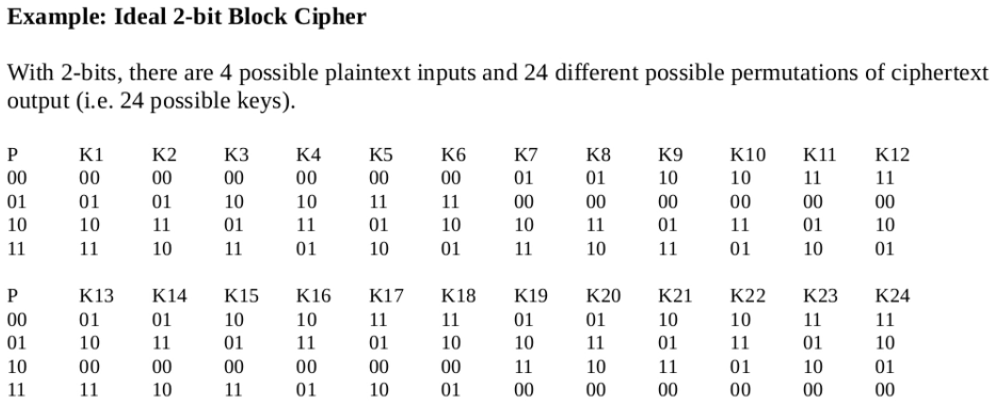 Example: Ideal 2-bit Block Cipher
With 2-bits, there are 4 possible plaintext inputs and 24 different possible permutations of ciphertext
output (i.e. 24 possible keys).
P K1 K2 K3 K4 K5 K6 K7 K8 K9 K10 K11 K12
00 00 00 00 00 00 00 01 01 10 10 11 11
01 01 01 10 10 11 11 00 00 00 00 00 00
10 10 11 01 11 01 10 10 11 01 11 01 10
11 11 10 11 01 10 01 11 10 11 01 10 01
P K13 K14 K15 K16 K17 K18 K19 K20 K21 K22 K23 K24
00 01 01 10 10 11 11 01 01 10 10 11 11
01 10 11 01 11 01 10 10 11 01 11 01 10
10 00 00 00 00 00 00 11 10 11 01 10 01
11 11 10 11 01 10 01 00 00 00 00 00 00